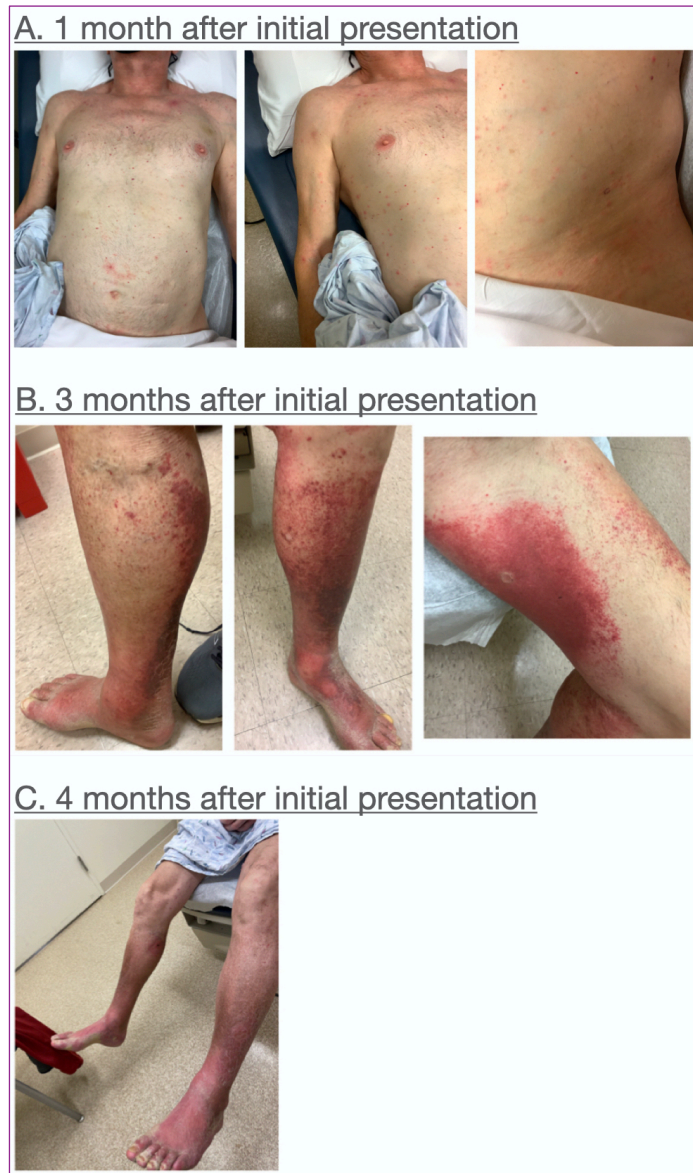 A. 1 month after initial presentation
B. 3 months after initial presentation
C. 4 months after initial presentation